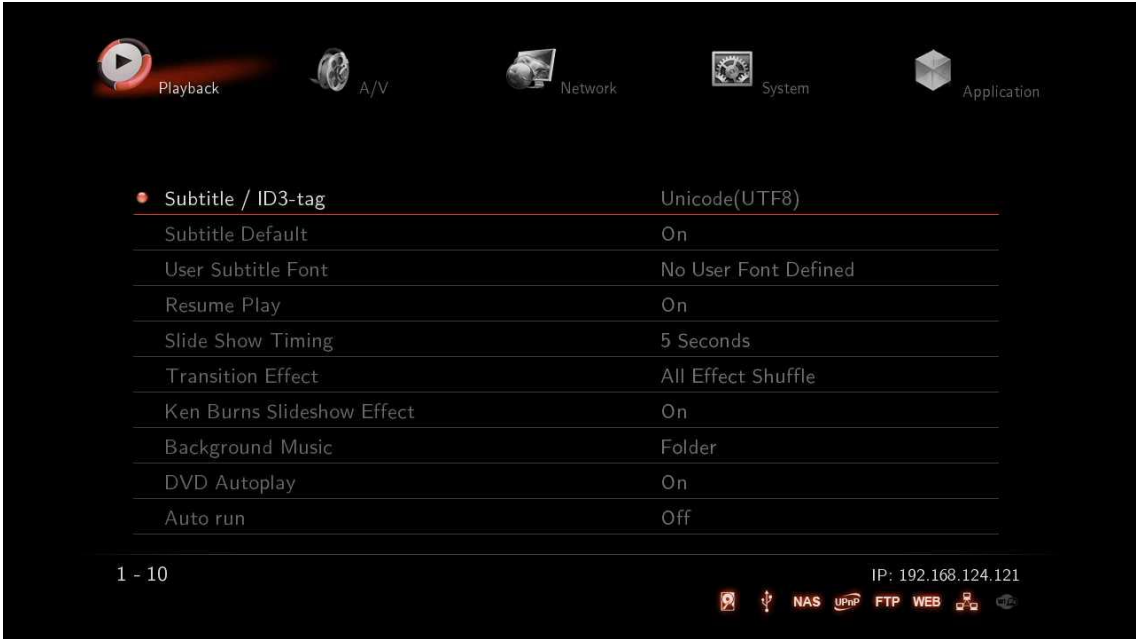 Playback
A/V
Network
System
Application
Subtitle / ID3-tag Unicode(UTF8)
Subtitle Default On
User Subtitle Font No User Font Defined
Resume Play On
Slide Show Timing 5 Seconds
Transition Effect All Effect Shuffle
Ken Burns Slideshow Effect On
Background Music Folder
DVD Autoplay On
Auto run Off
1 - 10 IP: 192.168.124.121
NAS UPnP FTP WEB